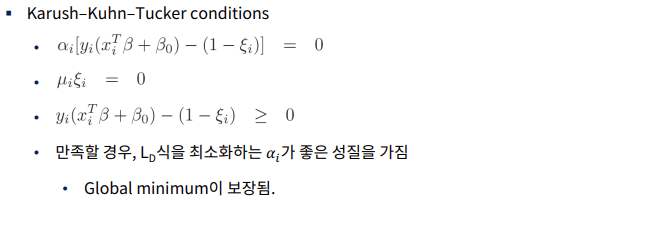 ▪ Karush–Kuhn–Tucker conditions
• αᵢ[yᵢ(xᵢᵀβ + β₀) − (1 − ξᵢ)] = 0
• μᵢξᵢ = 0
• yᵢ(xᵢᵀβ + β₀) − (1 − ξᵢ) ≥ 0
• 만족할 경우, L_D식을 최소화하는 αᵢ가 좋은 성질을 가짐
• Global minimum이 보장됨.